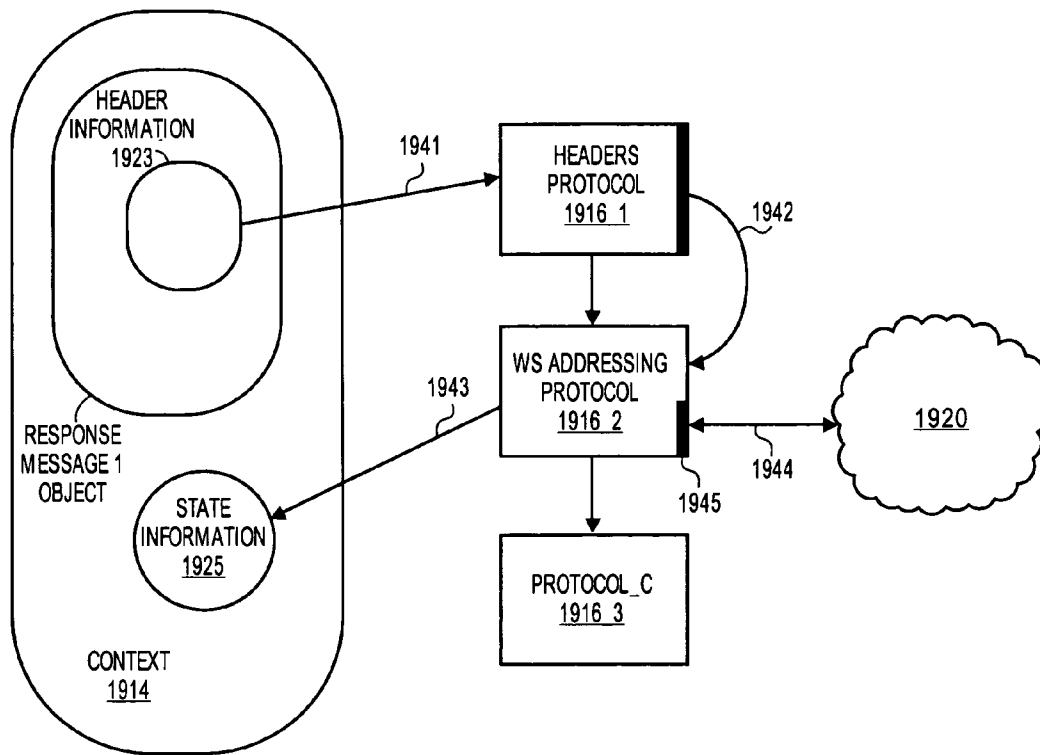 HEADER
INFORMATION
1923
RESPONSE
MESSAGE 1
OBJECT
STATE
INFORMATION
1925
CONTEXT
1914
1941
HEADERS
PROTOCOL
1916_1
1942
WS ADDRESSING
PROTOCOL
1916_2
1943
1944
1945
1920
PROTOCOL_C
1916_3